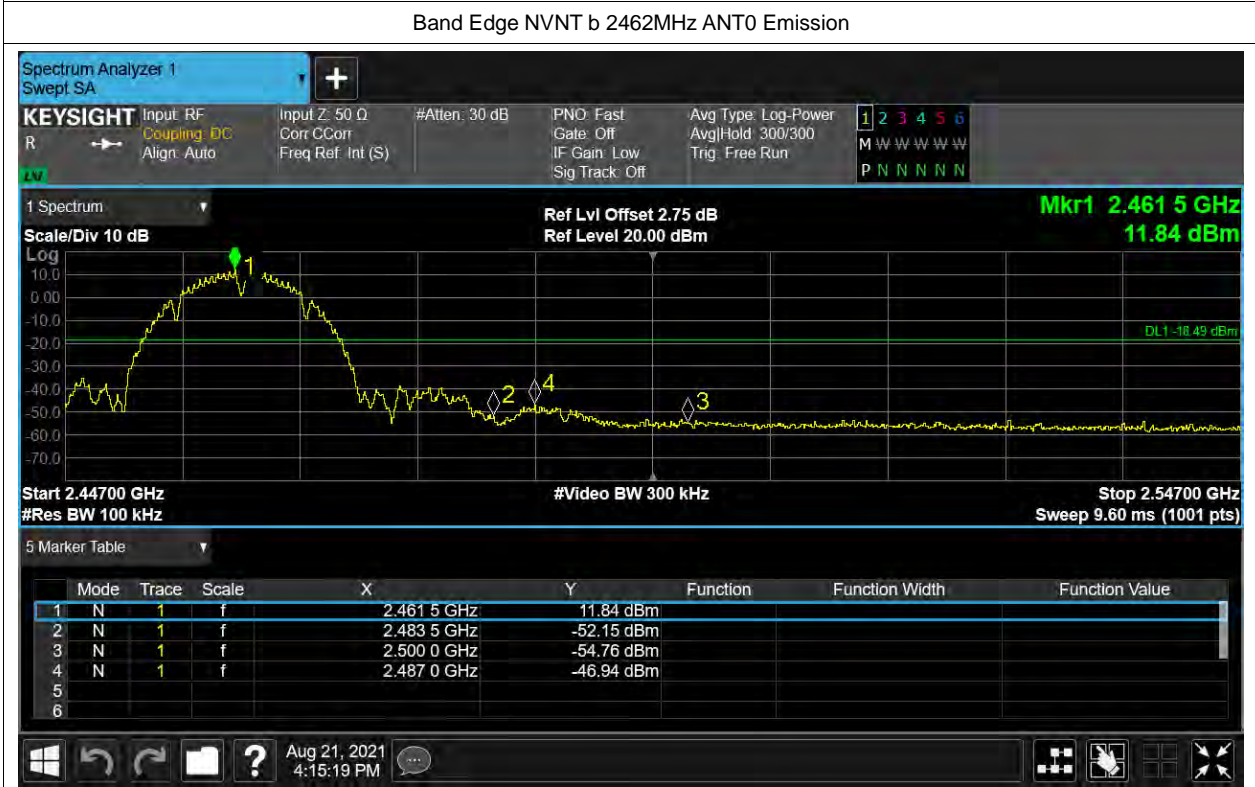 Band Edge NVNT b 2462MHz ANT0 Emission
Spectrum Analyzer 1
Swept SA
+
KEYSIGHT
R
LXI
Input: RF
Coupling: DC
Align: Auto
Input Z: 50 Ω
Corr CCorr
Freq Ref: Int (S)
#Atten: 30 dB
PNO: Fast
Gate: Off
IF Gain: Low
Sig Track: Off
Avg Type: Log-Power
Avg|Hold: 300/300
Trig: Free Run
1 2 3 4 5 6
M W W W W W
P N N N N N
1 Spectrum
Scale/Div 10 dB
Ref Lvl Offset 2.75 dB
Ref Level 20.00 dBm
Mkr1 2.461 5 GHz
11.84 dBm
Log
10.0
0.00
-10.0
-20.0
-30.0
-40.0
-50.0
-60.0
-70.0
1
2
4
3
DL1 -18.49 dBm
Start 2.44700 GHz
#Res BW 100 kHz
#Video BW 300 kHz
Stop 2.54700 GHz
Sweep 9.60 ms (1001 pts)
5 Marker Table
Mode Trace Scale X Y Function Function Width Function Value
1 N 1 f 2.461 5 GHz 11.84 dBm
2 N 1 f 2.483 5 GHz -52.15 dBm
3 N 1 f 2.500 0 GHz -54.76 dBm
4 N 1 f 2.487 0 GHz -46.94 dBm
5
6
?
Aug 21, 2021
4:15:19 PM